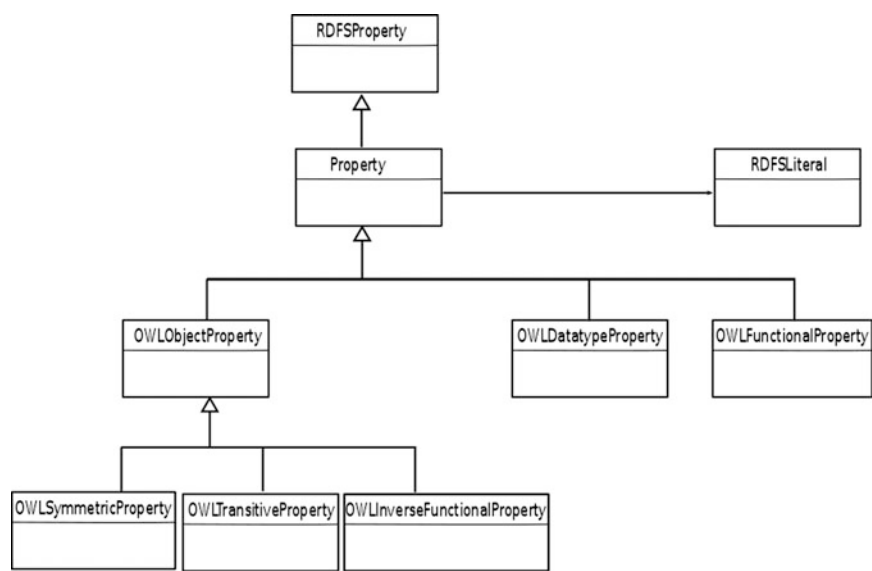 RDFSProperty
Property
RDFSLiteral
OWLObjectProperty
OWLDatatypeProperty
OWLFunctionalProperty
OWLSymmetricProperty
OWLTransitiveProperty
OWLInverseFunctionalProperty